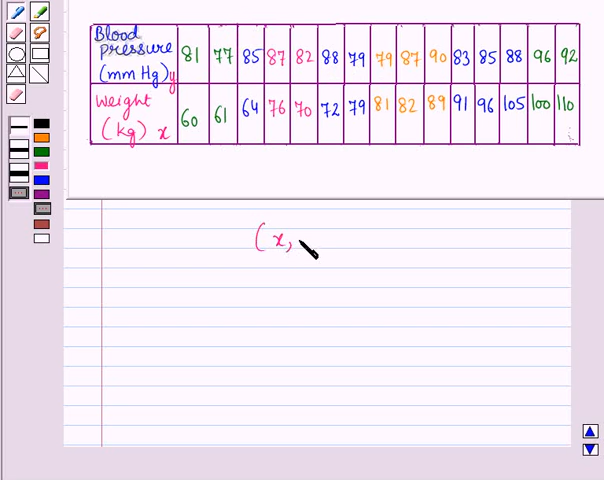 Blood
pressure
(mm Hg) y 81 77 85 87 82 88 79 79 87 90 83 85 88 96 92
Weight
(kg) x 60 61 64 76 70 72 79 81 82 89 91 96 105 100 110
(x,